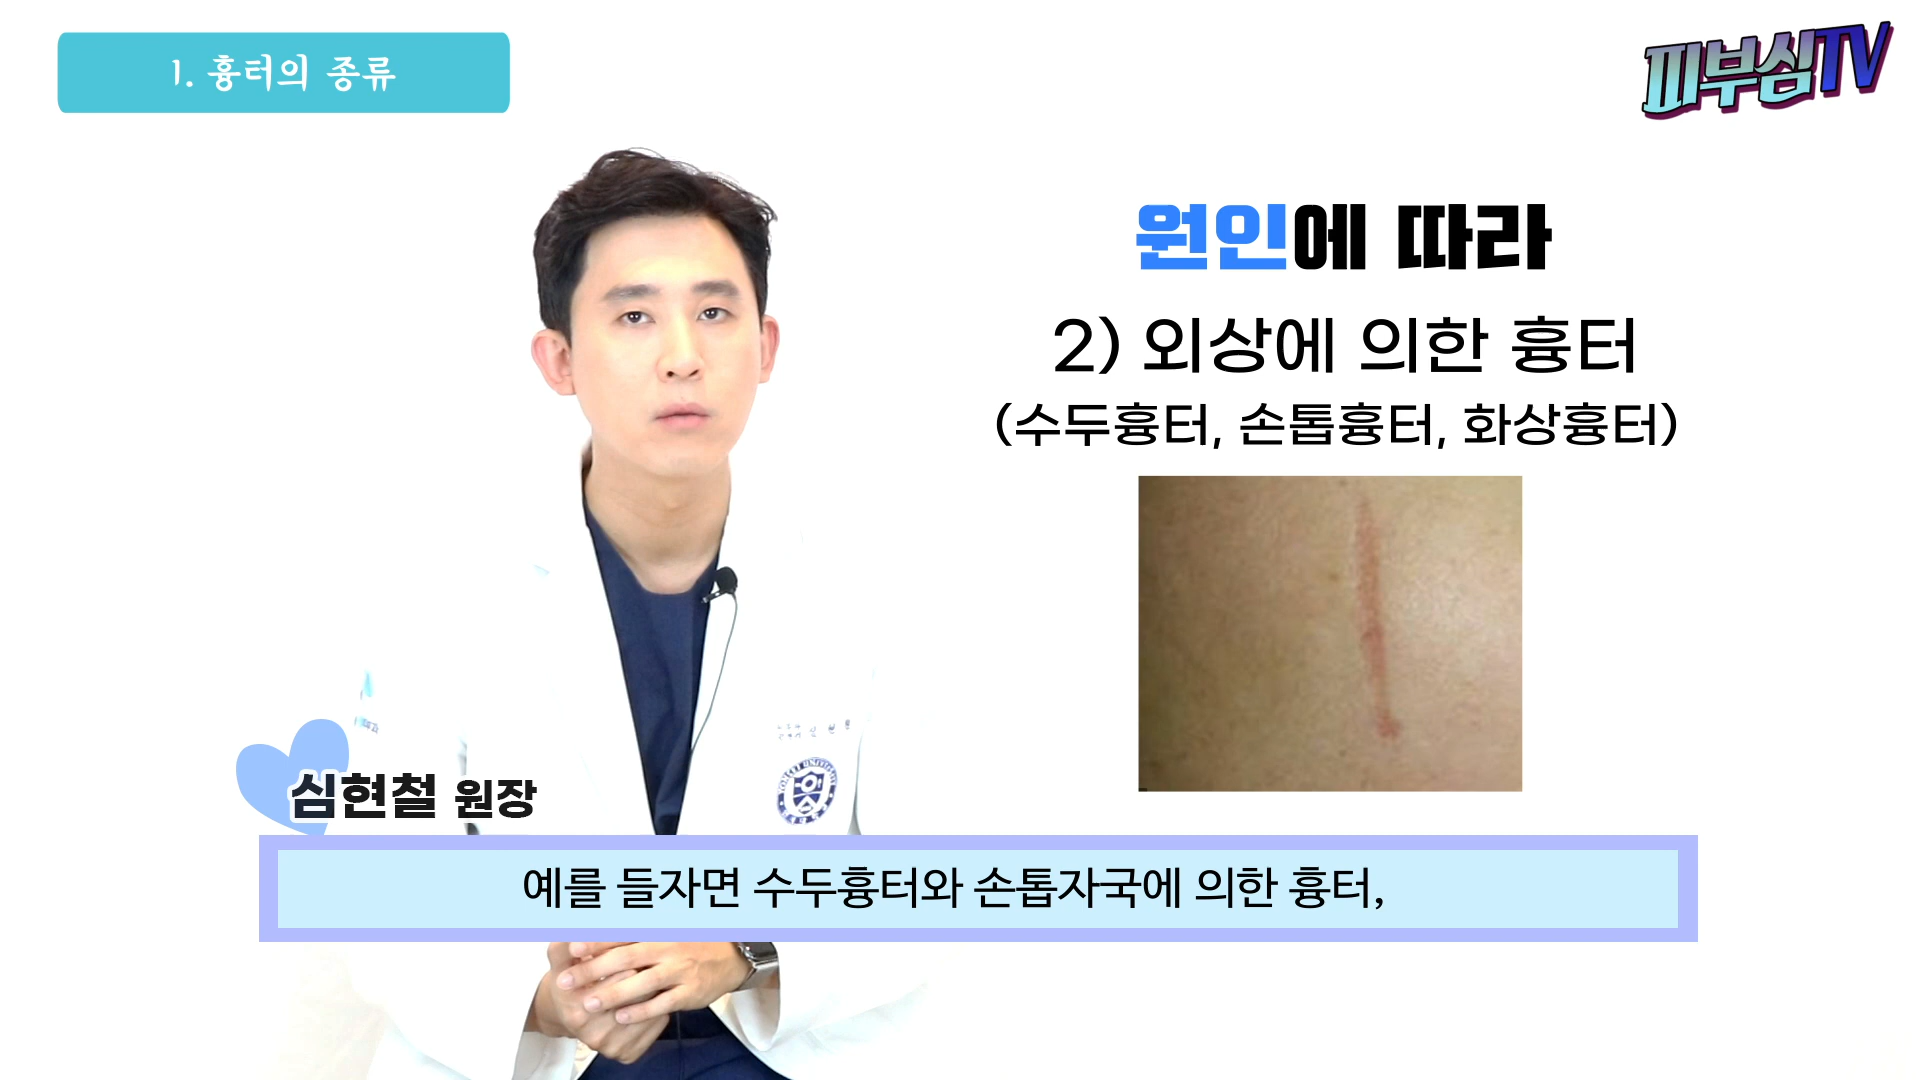 1. 흉터의 종류
피부심TV
원인에 따라
2) 외상에 의한 흉터
(수두흉터, 손톱흉터, 화상흉터)
YONSEI UNIVERSITY
심현철 원장
예를 들자면 수두흉터와 손톱자국에 의한 흉터,